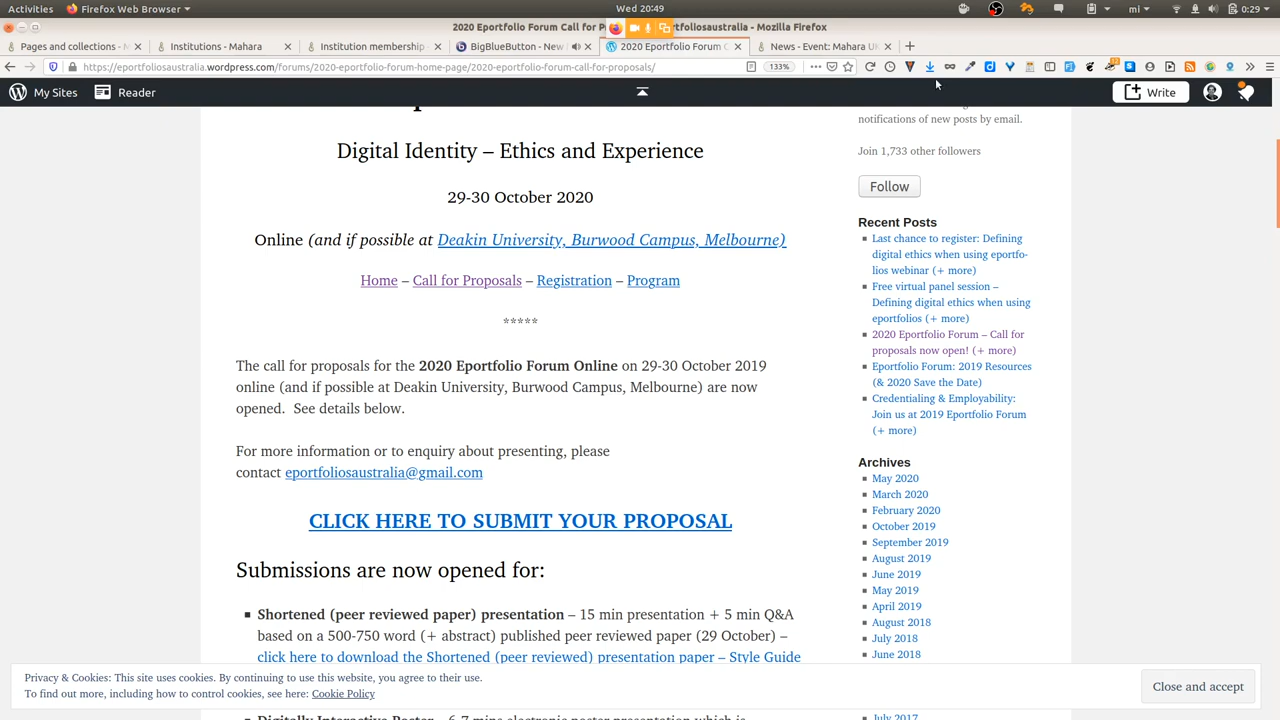 Activities Firefox Web Browser Wed 20:49 mi 0:29
2020 Eportfolio Forum Call for P rtfoliosaustralia) - Mozilla Firefox
Pages and collections - M Institutions - Mahara Institution membership - BigBlueButton - New 2020 Eportfolio Forum C News - Event: Mahara UK
https://eportfoliosaustralia.wordpress.com/forums/2020-eportfolio-forum-home-page/2020-eportfolio-forum-call-for-proposals/ 133%
My Sites Reader Write
notifications of new posts by email.
Join 1,733 other followers
Follow
Digital Identity – Ethics and Experience
29-30 October 2020
Online (and if possible at Deakin University, Burwood Campus, Melbourne)
Home – Call for Proposals – Registration – Program
*****
The call for proposals for the 2020 Eportfolio Forum Online on 29-30 October 2019
online (and if possible at Deakin University, Burwood Campus, Melbourne) are now
opened.  See details below.
For more information or to enquiry about presenting, please
contact eportfoliosaustralia@gmail.com
CLICK HERE TO SUBMIT YOUR PROPOSAL
Submissions are now opened for:
Shortened (peer reviewed paper) presentation – 15 min presentation + 5 min Q&A
based on a 500-750 word (+ abstract) published peer reviewed paper (29 October) –
click here to download the Shortened (peer reviewed) presentation paper – Style Guide
Digitally Interactive Poster – 6-7 mins electronic poster presentation which is
Recent Posts
Last chance to register: Defining
digital ethics when using eportfo-
lios webinar (+ more)
Free virtual panel session –
Defining digital ethics when using
eportfolios (+ more)
2020 Eportfolio Forum – Call for
proposals now open! (+ more)
Eportfolio Forum: 2019 Resources
(& 2020 Save the Date)
Credentialing & Employability:
Join us at 2019 Eportfolio Forum
(+ more)
Archives
May 2020
March 2020
February 2020
October 2019
September 2019
August 2019
June 2019
May 2019
April 2019
August 2018
July 2018
June 2018
July 2017
Privacy & Cookies: This site uses cookies. By continuing to use this website, you agree to their use.
To find out more, including how to control cookies, see here: Cookie Policy
Close and accept